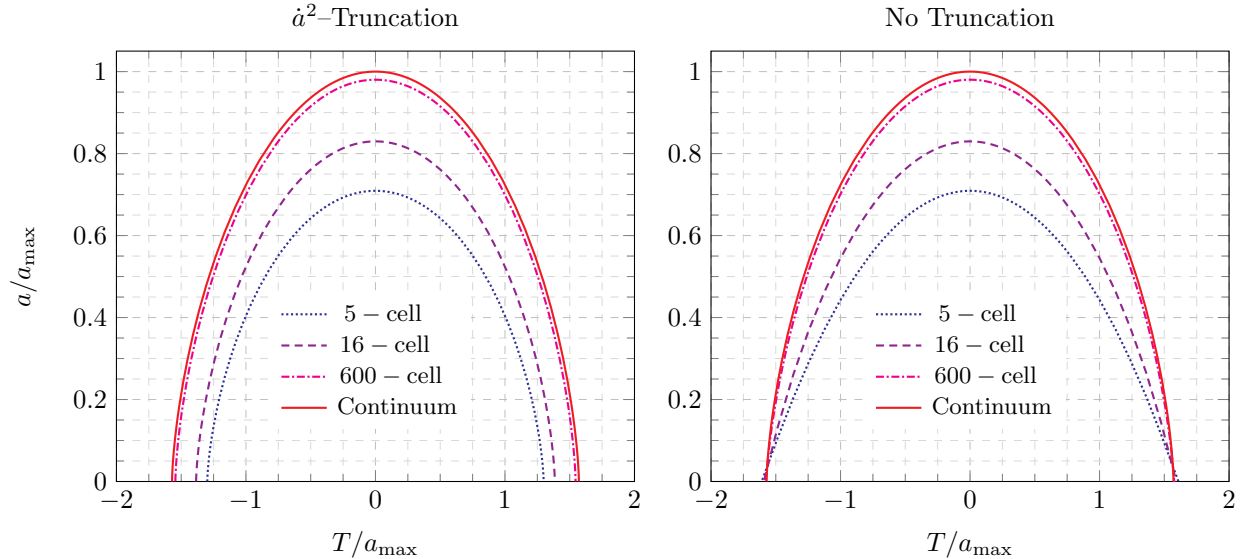 ȧ²–Truncation
1
0.8
0.6
0.4
0.2
0
−2
−1
0
1
2
a/a_max
T/a_max
5 − cell
16 − cell
600 − cell
Continuum
No Truncation
1
0.8
0.6
0.4
0.2
0
−2
−1
0
1
2
T/a_max
5 − cell
16 − cell
600 − cell
Continuum